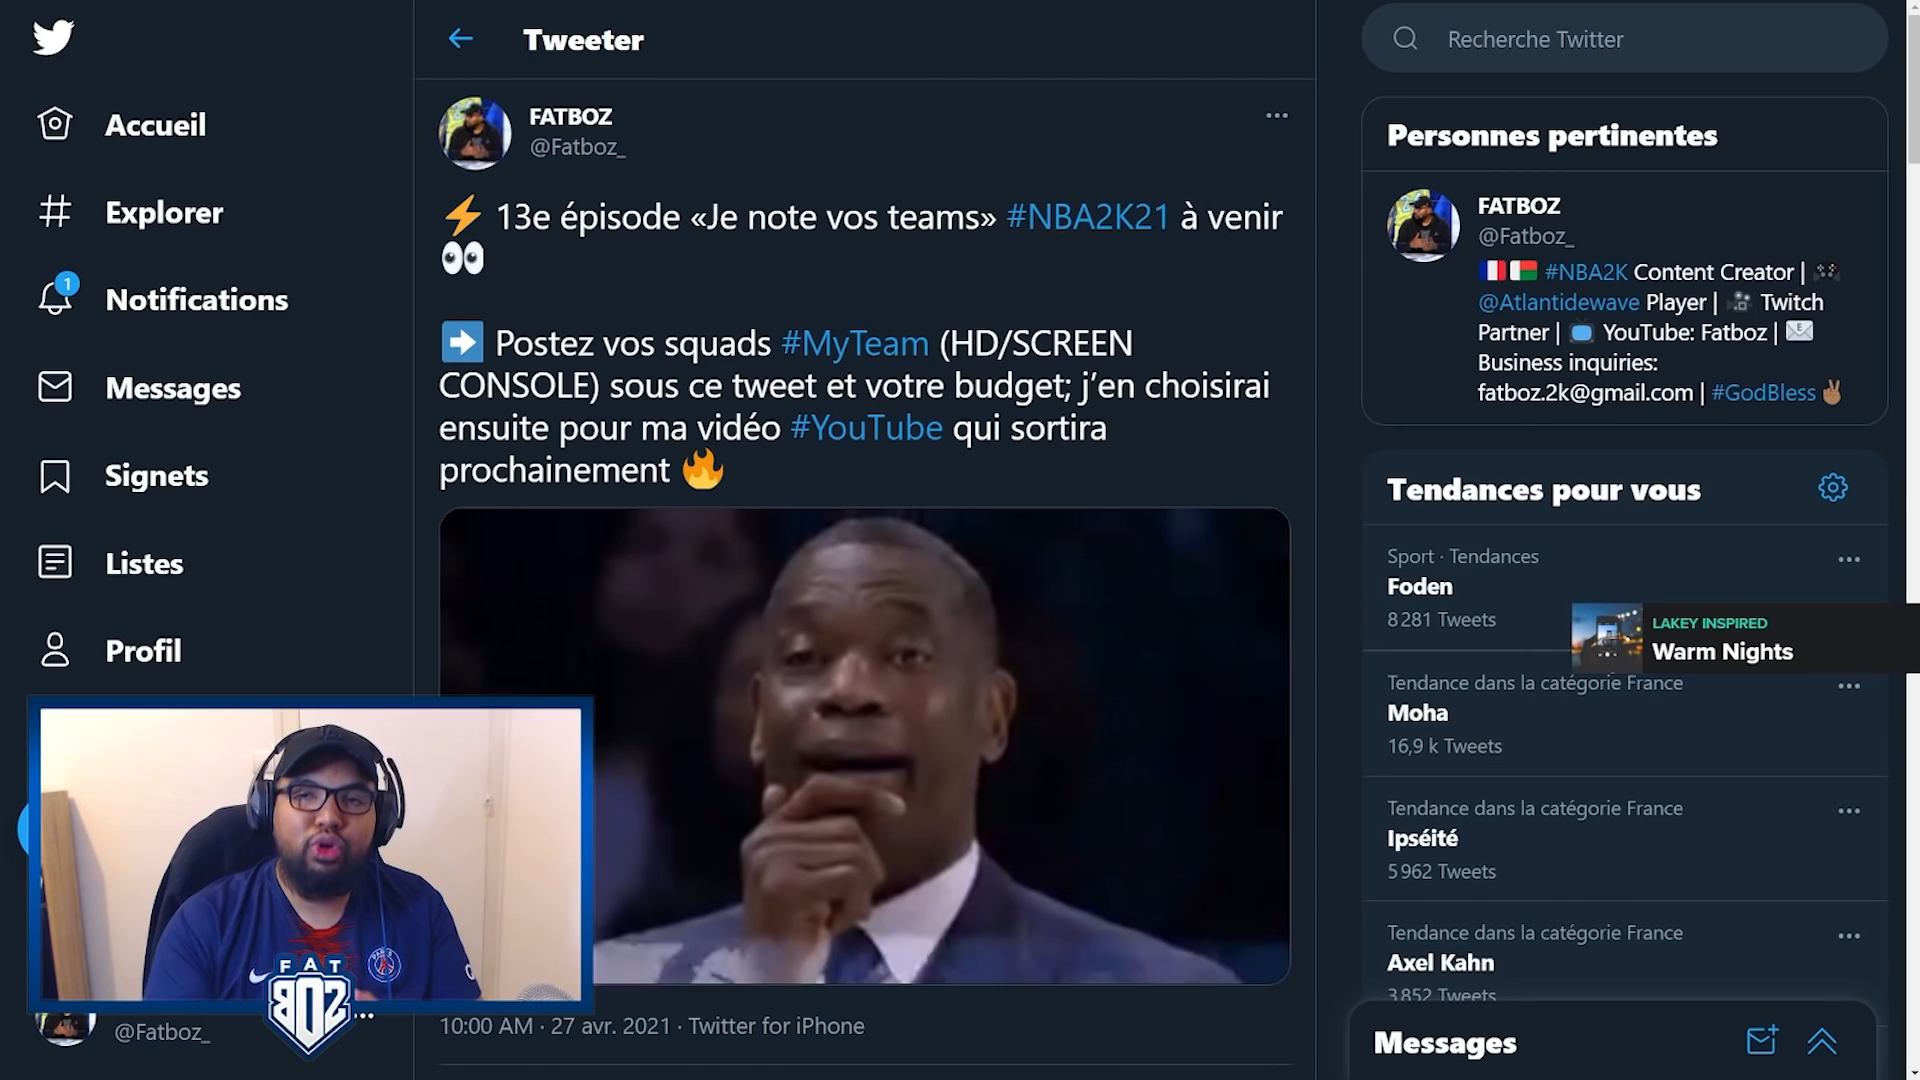 Accueil
Explorer
1
Notifications
Messages
Signets
Listes
Profil
@Fatboz_
FAT
BOZ
Tweeter
FATBOZ
@Fatboz_
⚡ 13e épisode «Je note vos teams» #NBA2K21 à venir
👀
➡️ Postez vos squads #MyTeam (HD/SCREEN
CONSOLE) sous ce tweet et votre budget; j’en choisirai
ensuite pour ma vidéo #YouTube qui sortira
prochainement 🔥
10:00 AM · 27 avr. 2021 · Twitter for iPhone
Recherche Twitter
Personnes pertinentes
FATBOZ
@Fatboz_
🇫🇷🇲🇬 #NBA2K Content Creator | 🎮
@Atlantidewave Player | 🎥 Twitch
Partner | 📺 YouTube: Fatboz | 📧
Business inquiries:
fatboz.2k@gmail.com | #GodBless ✌🏽
Tendances pour vous
Sport · Tendances
Foden
8 281 Tweets
LAKEY INSPIRED
Warm Nights
Tendance dans la catégorie France
Moha
16,9 k Tweets
Tendance dans la catégorie France
Ipséité
5 962 Tweets
Tendance dans la catégorie France
Axel Kahn
3 852 Tweets
Messages